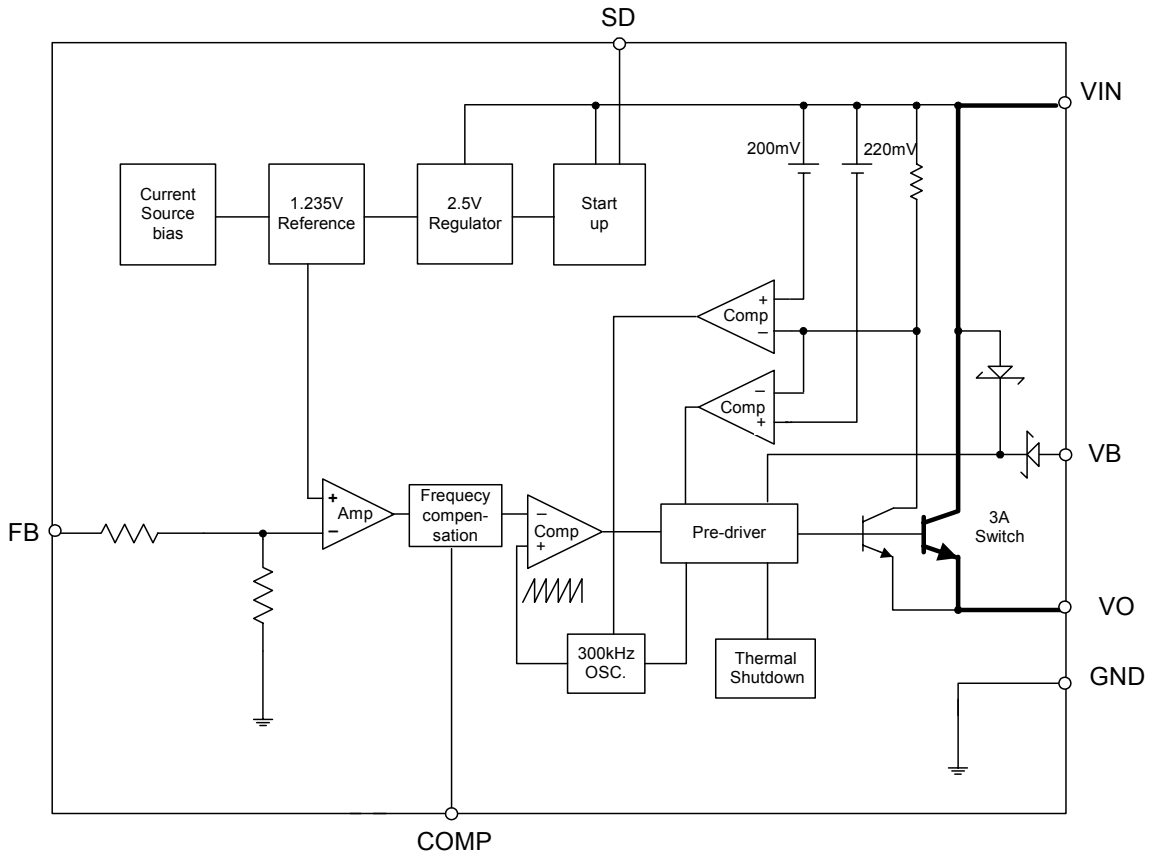 SD
VIN
200mV
220mV
Current
Source
bias
1.235V
Reference
2.5V
Regulator
Start
up
+
Comp
−
−
Comp
+
VB
FB
+
Amp
−
Frequecy
compen-
sation
−
Comp
+
Pre-driver
3A
Switch
VO
300kHz
OSC.
Thermal
Shutdown
GND
COMP